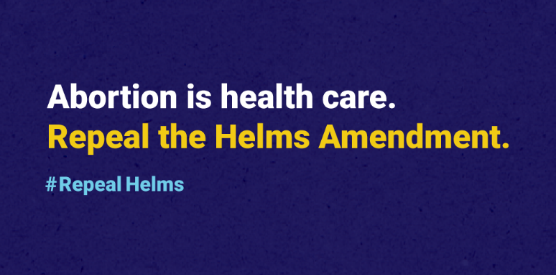 Abortion is health care.
Repeal the Helms Amendment.
#Repeal Helms